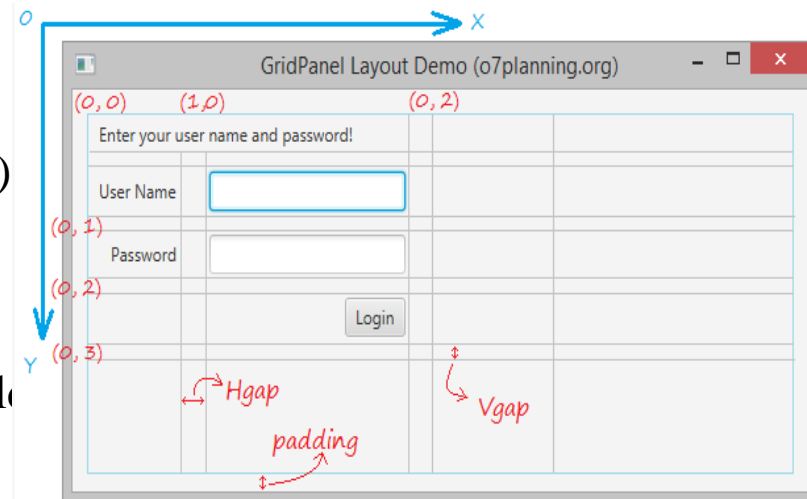 O
X
GridPanel Layout Demo (o7planning.org)
(0,0) (1,0) (0,2)
Enter your user name and password!
)
User Name
(0,1)
Password
(0,2)
Login
(0,3)
Y
Hgap
Vgap
padding